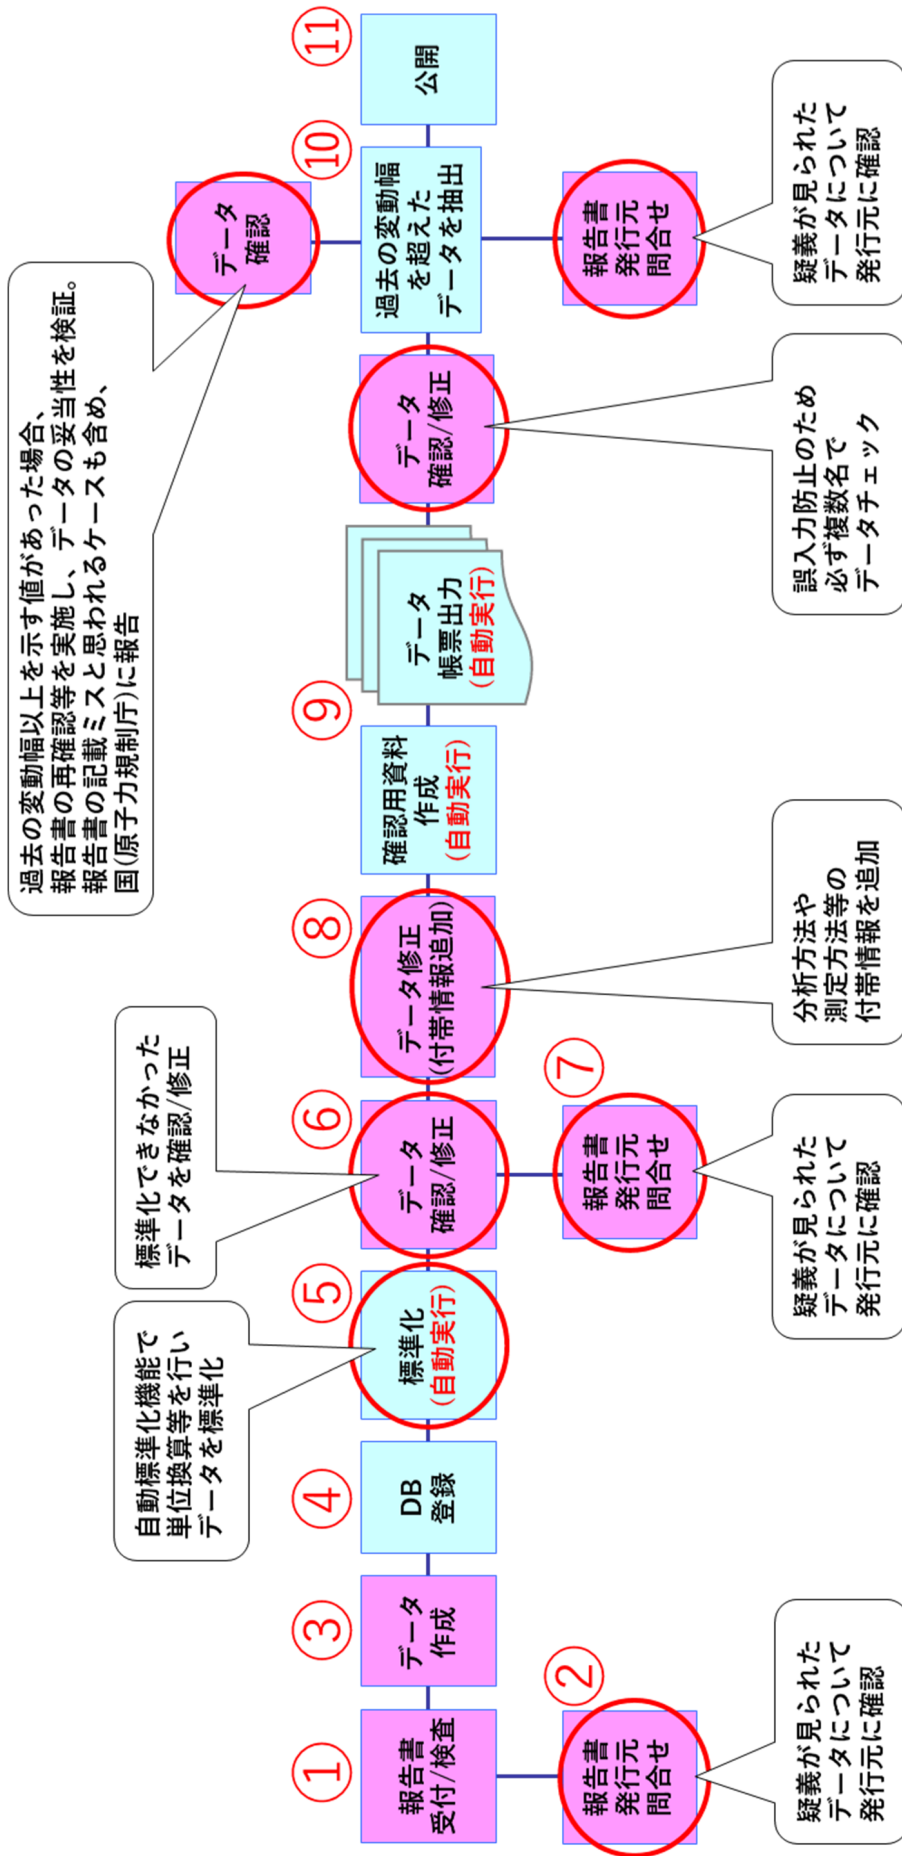 ①
報告書
受付/検査
②
報告書
発行元
問合せ
疑義が見られた
データについて
発行元に確認
③
データ
作成
④
DB
登録
自動標準化機能で
単位換算等を行い
データを標準化
⑤
標準化
(自動実行)
標準化できなかった
データを確認/修正
⑥
データ
確認/修正
⑦
報告書
発行元
問合せ
疑義が見られた
データについて
発行元に確認
⑧
データ修正
(付帯情報追加)
分析方法や
測定方法等の
付帯情報を追加
⑨
確認用資料
作成
(自動実行)
データ
帳票出力
(自動実行)
データ
確認/修正
誤入力防止のため
必ず複数名で
データチェック
過去の変動幅以上を示す値があった場合、
報告書の再確認等を実施し、データの妥当性を検証。
報告書の記載ミスと思われるケースも含め、
国(原子力規制庁)に報告
データ
確認
⑩
過去の変動幅
を超えた
データを抽出
報告書
発行元
問合せ
疑義が見られた
データについて
発行元に確認
⑪
公開